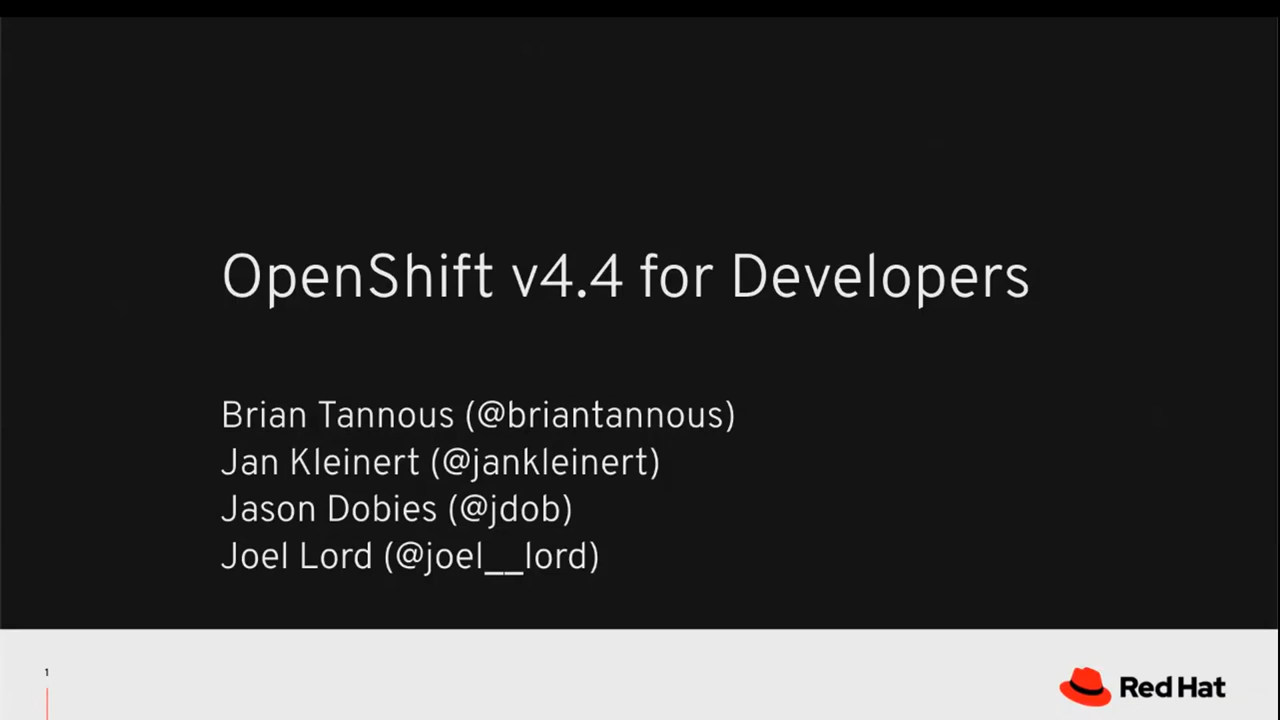 OpenShift v4.4 for Developers
Brian Tannous (@briantannous)
Jan Kleinert (@jankleinert)
Jason Dobies (@jdob)
Joel Lord (@joel__lord)
1
Red Hat